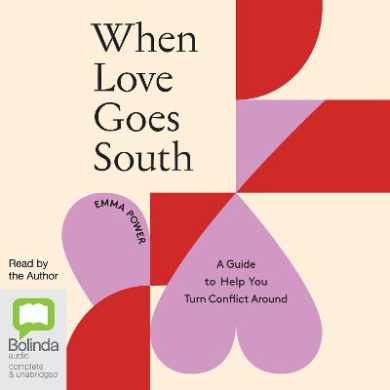 When
Love
Goes
South
EMMA POWER
A Guide
to Help You
Turn Conflict Around
Read by
the Author
Bolinda
audio
complete
& unabridged